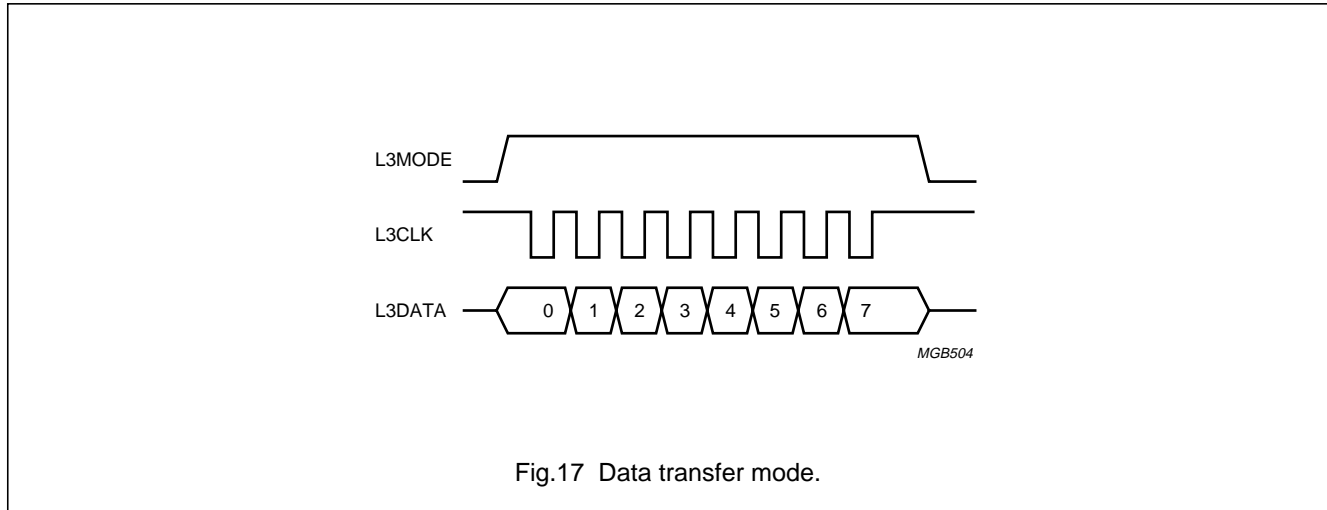 L3MODE
L3CLK
L3DATA 0 1 2 3 4 5 6 7
MGB504
Fig.17 Data transfer mode.